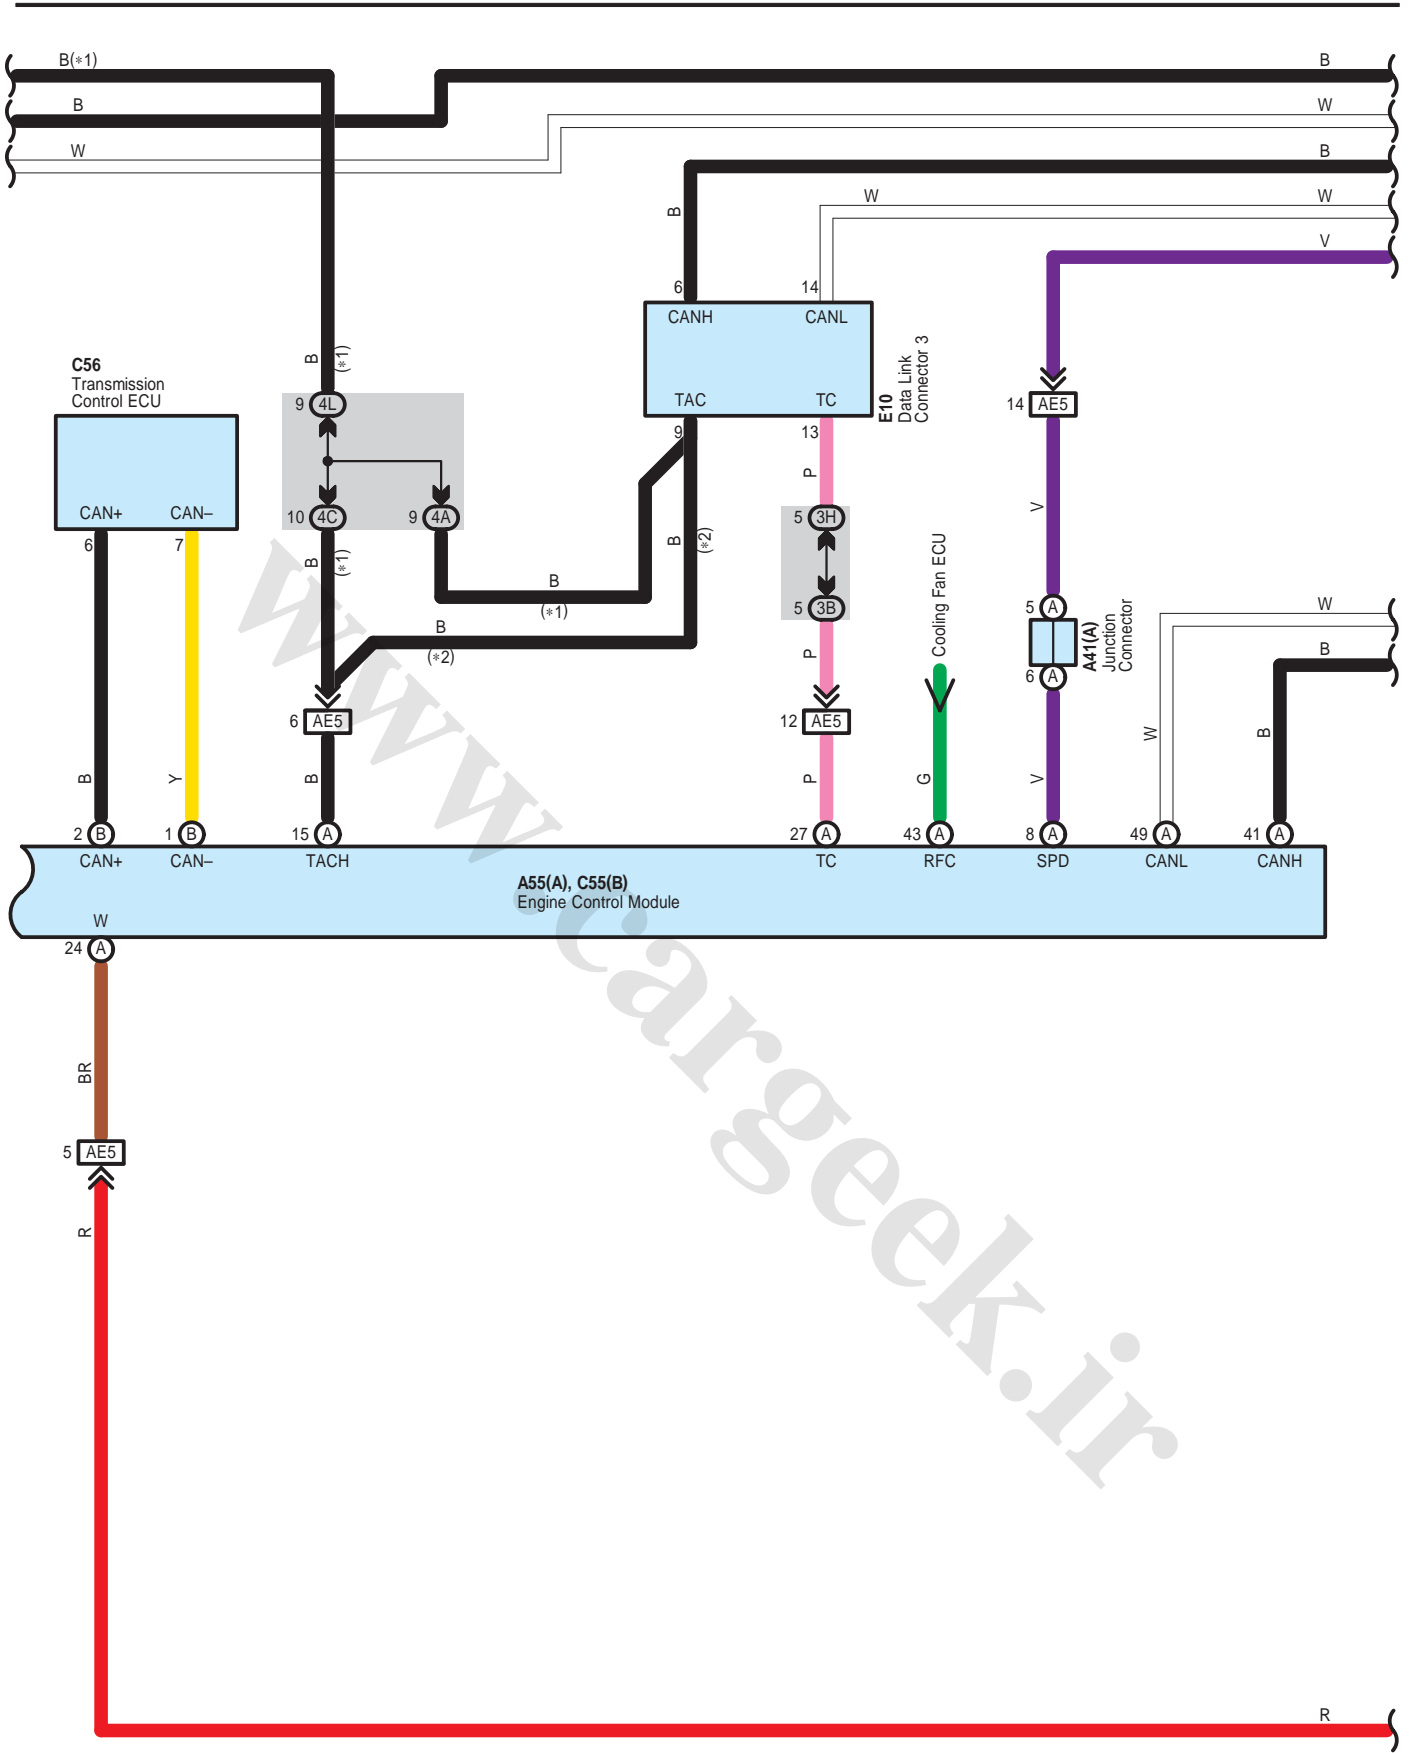 B(∗1)
B
B
W
W
B
B
W
W
V
6
14
CANH
CANL
TAC
TC
E10
Data Link
Connector 3
9
13
C56
Transmission
Control ECU
CAN+
CAN–
6
7
B
(∗1)
9
4L
10
4C
9
4A
B
(∗1)
B
(∗1)
B
(∗2)
B
(∗2)
P
5
3H
5
3B
P
14
AE5
V
5
A
A41(A)
Junction
Connector
6
A
Cooling Fan ECU
W
B
6
AE5
12
AE5
B
Y
B
P
G
V
W
B
2
B
1
B
15
A
27
A
43
A
8
A
49
A
41
A
CAN+
CAN–
TACH
TC
RFC
SPD
CANL
CANH
A55(A), C55(B)
Engine Control Module
W
24
A
BR
5
AE5
R
R
www.cargeek.ir